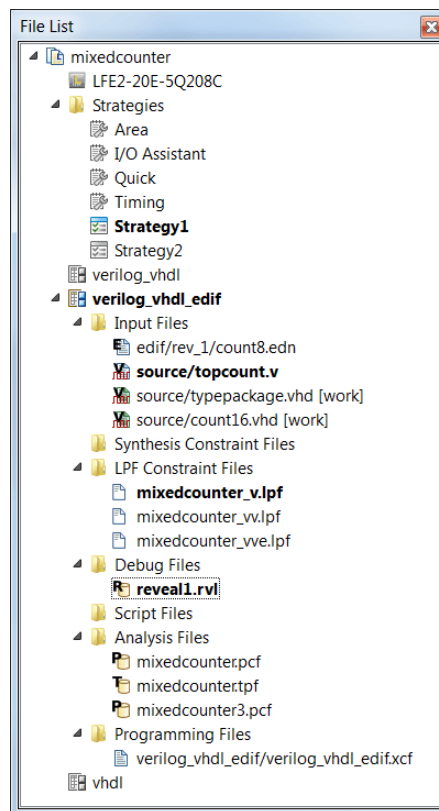 File List
mixedcounter
LFE2-20E-5Q208C
Strategies
Area
I/O Assistant
Quick
Timing
Strategy1
Strategy2
verilog_vhdl
verilog_vhdl_edif
Input Files
edif/rev_1/count8.edn
source/topcount.v
source/typepackage.vhd [work]
source/count16.vhd [work]
Synthesis Constraint Files
LPF Constraint Files
mixedcounter_v.lpf
mixedcounter_vv.lpf
mixedcounter_vve.lpf
Debug Files
reveal1.rvl
Script Files
Analysis Files
mixedcounter.pcf
mixedcounter.tpf
mixedcounter3.pcf
Programming Files
verilog_vhdl_edif/verilog_vhdl_edif.xcf
vhdl